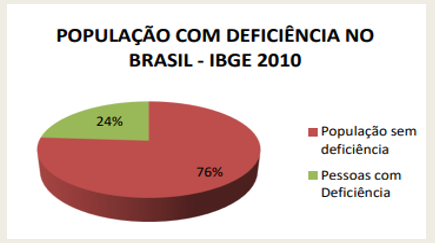 POPULAÇÃO COM DEFICIÊNCIA NO
BRASIL - IBGE 2010
24%
76%
População sem
deficiência
Pessoas com
Deficiência